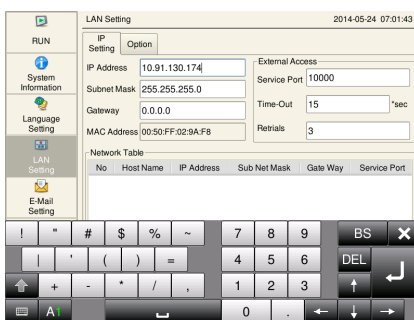 LAN Setting 2014-05-24 07:01:43
RUN
System Information
Language Setting
LAN Setting
E-Mail Setting
IP Setting Option
IP Address 10.91.130.174
Subnet Mask 255.255.255.0
Gateway 0.0.0.0
MAC Address 00:50:FF:02:9A:F8
External Access
Service Port 10000
Time-Out 15 *sec
Retrials 3
Network Table
No Host Name IP Address Sub Net Mask Gate Way Service Port
! " # $ % ~ 7 8 9 BS X
| ' ( ) = 4 5 6 DEL
+ - * / , 1 2 3 ↑
A1 0 . ← ↓ →